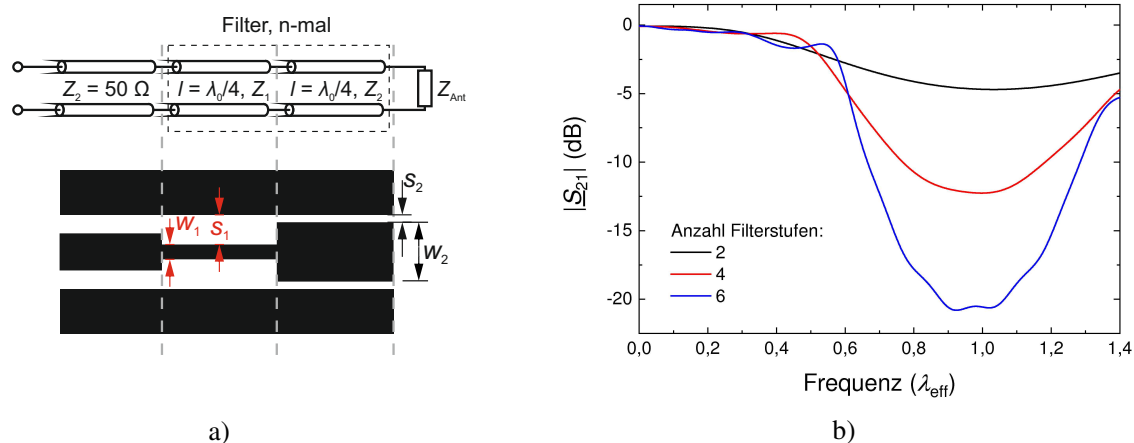 Filter, n-mal
Z₂ = 50 Ω
l = λ₀/4, Z₁
l = λ₀/4, Z₂
Z_Ant
s₂
w₁
s₁
w₂
a)
|S₂₁| (dB)
0
-5
-10
-15
-20
Anzahl Filterstufen:
2
4
6
0,0 0,2 0,4 0,6 0,8 1,0 1,2 1,4
Frequenz (λ_eff)
b)